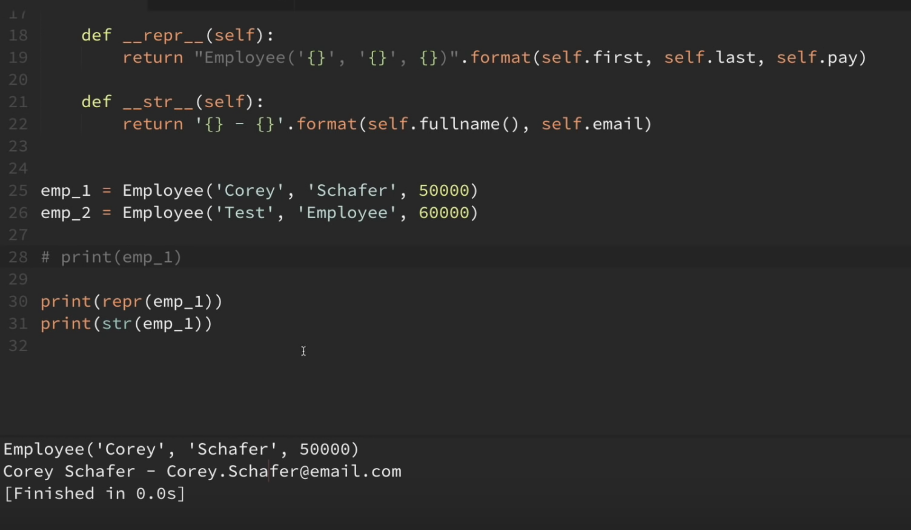 17
18 def __repr__(self):
19 return "Employee('{}', '{}', {})".format(self.first, self.last, self.pay)
20
21 def __str__(self):
22 return '{} - {}'.format(self.fullname(), self.email)
23
24
25 emp_1 = Employee('Corey', 'Schafer', 50000)
26 emp_2 = Employee('Test', 'Employee', 60000)
27
28 # print(emp_1)
29
30 print(repr(emp_1))
31 print(str(emp_1))
32
Employee('Corey', 'Schafer', 50000)
Corey Schafer - Corey.Schafer@email.com
[Finished in 0.0s]